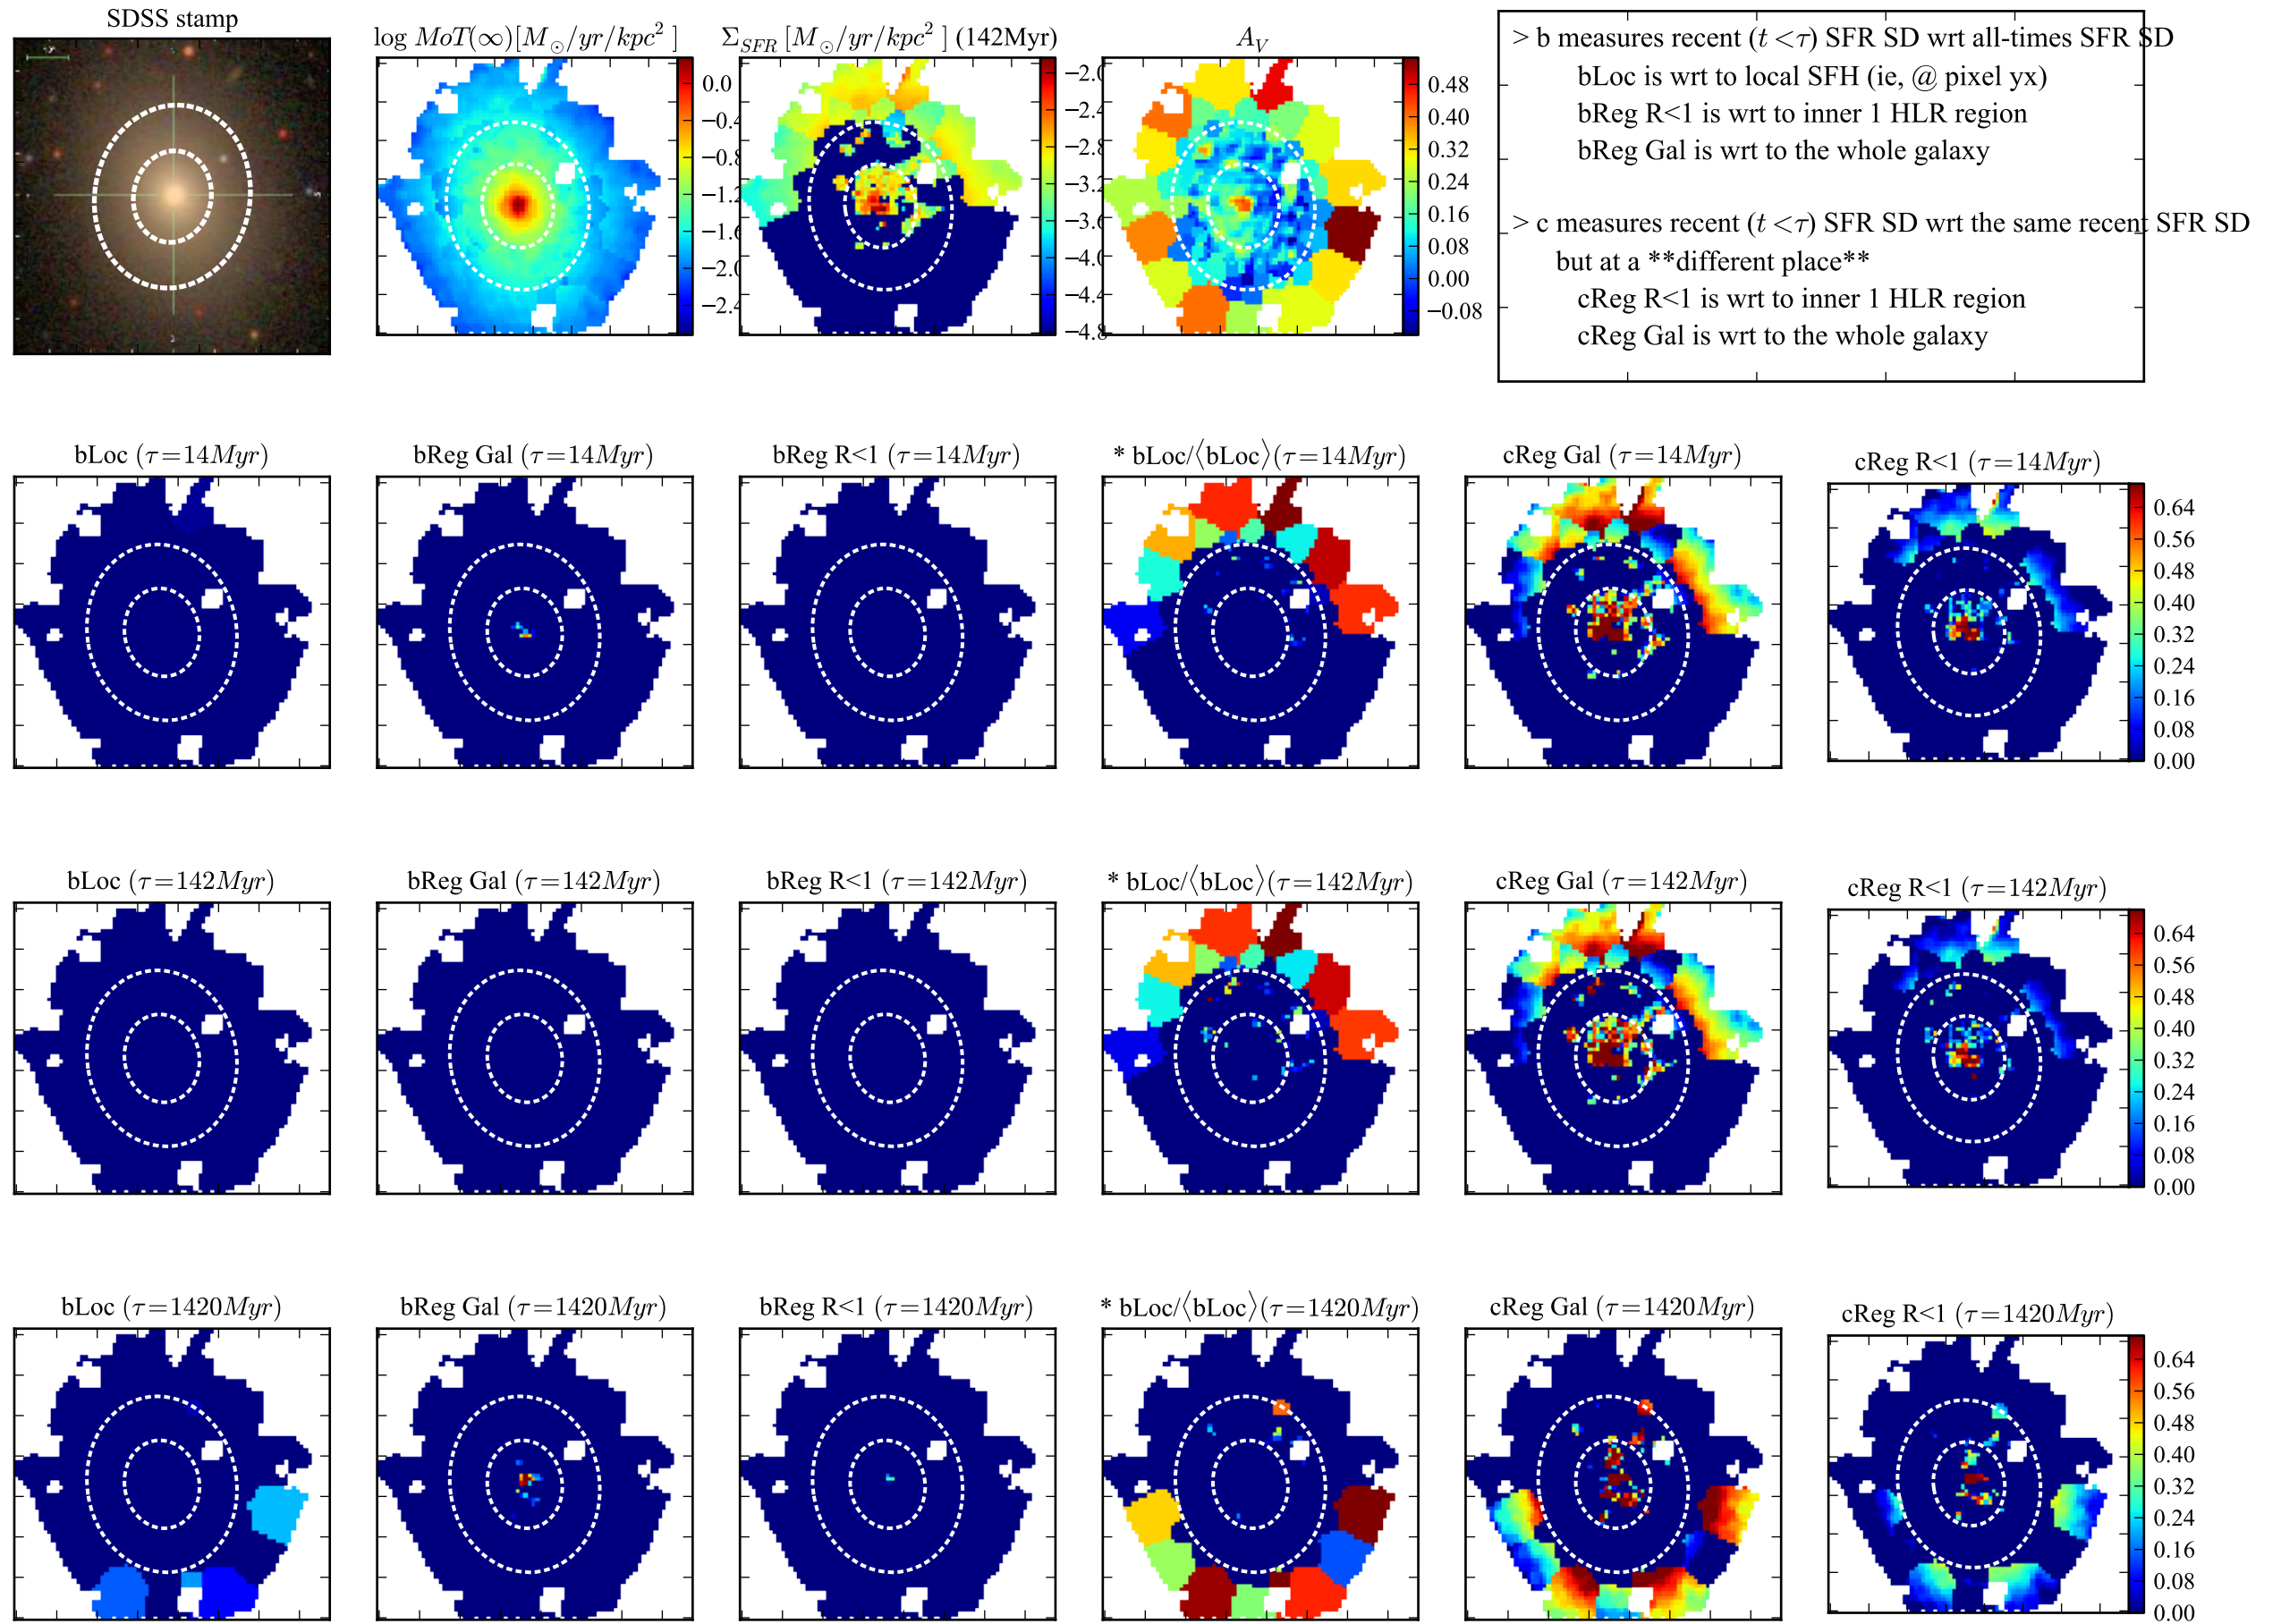 SDSS stamp
log MoT(∞)[M⊙/yr/kpc² ]
Σ_SFR [M⊙/yr/kpc² ] (142Myr)
A_V
0.0
−0.4
−0.8
−1.2
−1.6
−2.0
−2.4
−2.0
−2.4
−2.8
−3.2
−3.6
−4.0
−4.4
−4.8
0.48
0.40
0.32
0.24
0.16
0.08
0.00
−0.08
> b measures recent (t < τ) SFR SD wrt all-times SFR SD
bLoc is wrt to local SFH (ie, @ pixel yx)
bReg R<1 is wrt to inner 1 HLR region
bReg Gal is wrt to the whole galaxy
> c measures recent (t < τ) SFR SD wrt the same recent SFR SD
but at a **different place**
cReg R<1 is wrt to inner 1 HLR region
cReg Gal is wrt to the whole galaxy
bLoc (τ=14Myr)
bReg Gal (τ=14Myr)
bReg R<1 (τ=14Myr)
* bLoc/⟨bLoc⟩(τ=14Myr)
cReg Gal (τ=14Myr)
cReg R<1 (τ=14Myr)
0.64
0.56
0.48
0.40
0.32
0.24
0.16
0.08
0.00
bLoc (τ=142Myr)
bReg Gal (τ=142Myr)
bReg R<1 (τ=142Myr)
* bLoc/⟨bLoc⟩(τ=142Myr)
cReg Gal (τ=142Myr)
cReg R<1 (τ=142Myr)
0.64
0.56
0.48
0.40
0.32
0.24
0.16
0.08
0.00
bLoc (τ=1420Myr)
bReg Gal (τ=1420Myr)
bReg R<1 (τ=1420Myr)
* bLoc/⟨bLoc⟩(τ=1420Myr)
cReg Gal (τ=1420Myr)
cReg R<1 (τ=1420Myr)
0.64
0.56
0.48
0.40
0.32
0.24
0.16
0.08
0.00